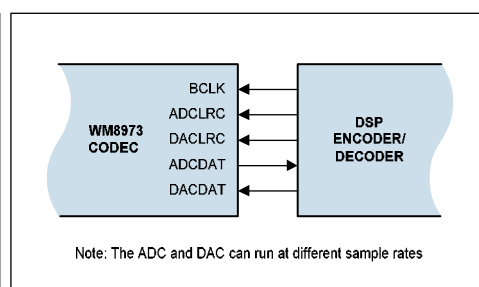 WM8973
CODEC
BCLK
ADCLRC
DACLRC
ADCDAT
DACDAT
DSP
ENCODER/
DECODER
Note: The ADC and DAC can run at different sample rates